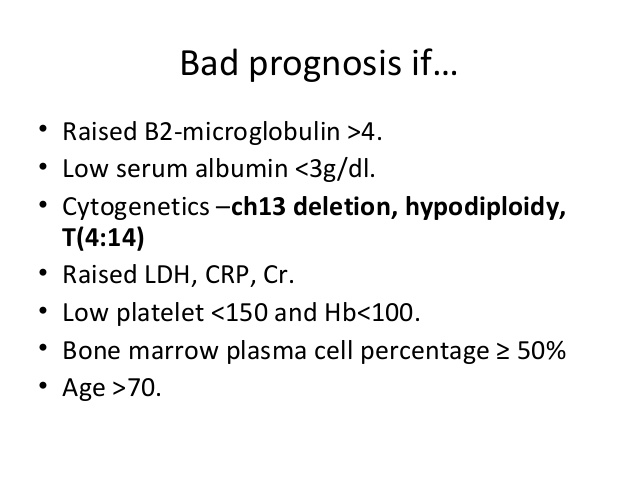 Bad prognosis if…
• Raised B2-microglobulin >4.
• Low serum albumin <3g/dl.
• Cytogenetics –ch13 deletion, hypodiploidy,
T(4:14)
• Raised LDH, CRP, Cr.
• Low platelet <150 and Hb<100.
• Bone marrow plasma cell percentage ≥ 50%
• Age >70.